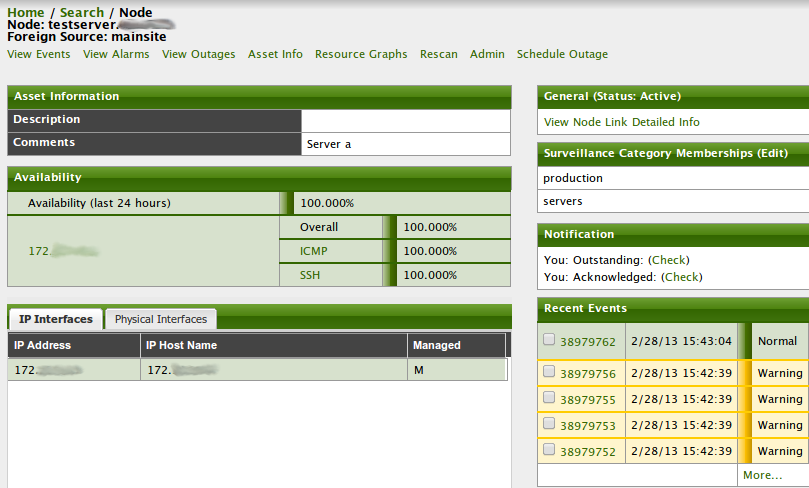 Home / Search / Node
Node: testserver.
Foreign Source: mainsite
View Events View Alarms View Outages Asset Info Resource Graphs Rescan Admin Schedule Outage
Asset Information
Description
Comments Server a
Availability
Availability (last 24 hours) 100.000%
172.
Overall 100.000%
ICMP 100.000%
SSH 100.000%
IP Interfaces Physical Interfaces
IP Address IP Host Name Managed
172. 172. M
General (Status: Active)
View Node Link Detailed Info
Surveillance Category Memberships (Edit)
production
servers
Notification
You: Outstanding: (Check)
You: Acknowledged: (Check)
Recent Events
38979762 2/28/13 15:43:04 Normal
38979756 2/28/13 15:42:39 Warning
38979755 2/28/13 15:42:39 Warning
38979753 2/28/13 15:42:39 Warning
38979752 2/28/13 15:42:39 Warning
More...